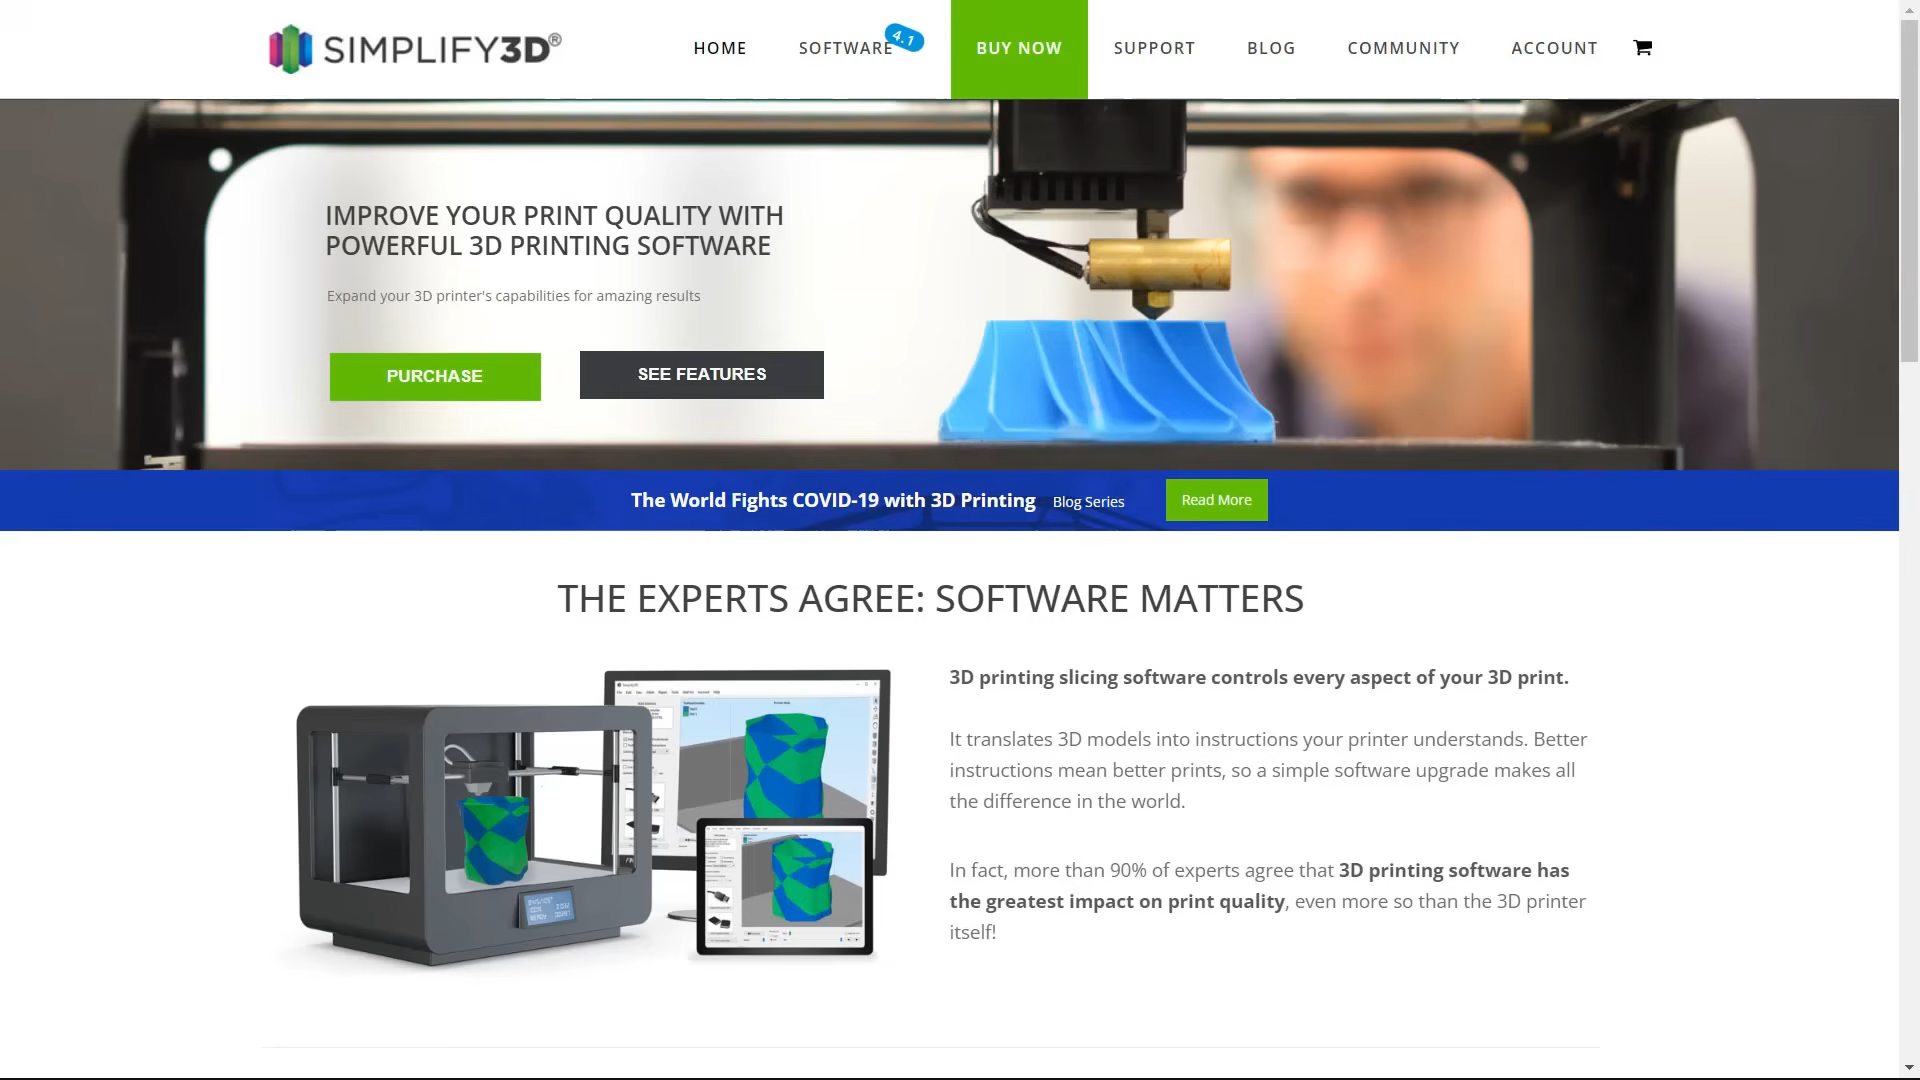 SIMPLIFY3D®
HOME
SOFTWARE
4.1
BUY NOW
SUPPORT
BLOG
COMMUNITY
ACCOUNT
IMPROVE YOUR PRINT QUALITY WITH
POWERFUL 3D PRINTING SOFTWARE
Expand your 3D printer's capabilities for amazing results
PURCHASE
SEE FEATURES
The World Fights COVID-19 with 3D Printing Blog Series
Read More
THE EXPERTS AGREE: SOFTWARE MATTERS
3D printing slicing software controls every aspect of your 3D print.
It translates 3D models into instructions your printer understands. Better
instructions mean better prints, so a simple software upgrade makes all
the difference in the world.
In fact, more than 90% of experts agree that 3D printing software has
the greatest impact on print quality, even more so than the 3D printer
itself!